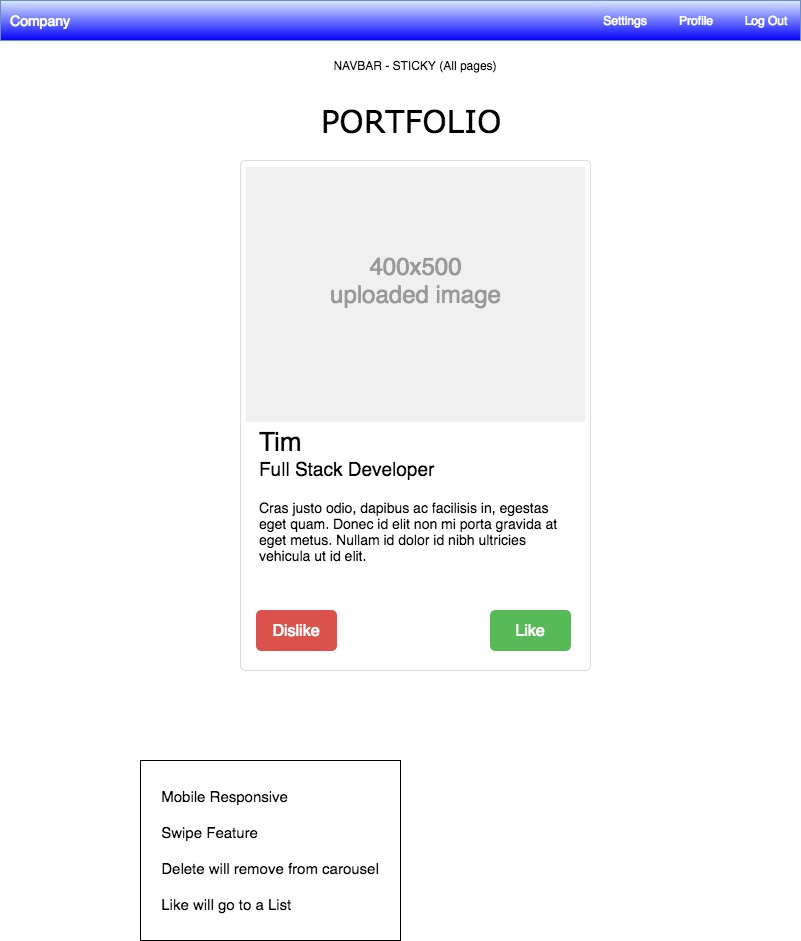 Company Settings Profile Log Out
NAVBAR - STICKY (All pages)
PORTFOLIO
400x500
uploaded image
Tim
Full Stack Developer
Cras justo odio, dapibus ac facilisis in, egestas
eget quam. Donec id elit non mi porta gravida at
eget metus. Nullam id dolor id nibh ultricies
vehicula ut id elit.
Dislike Like
Mobile Responsive
Swipe Feature
Delete will remove from carousel
Like will go to a List